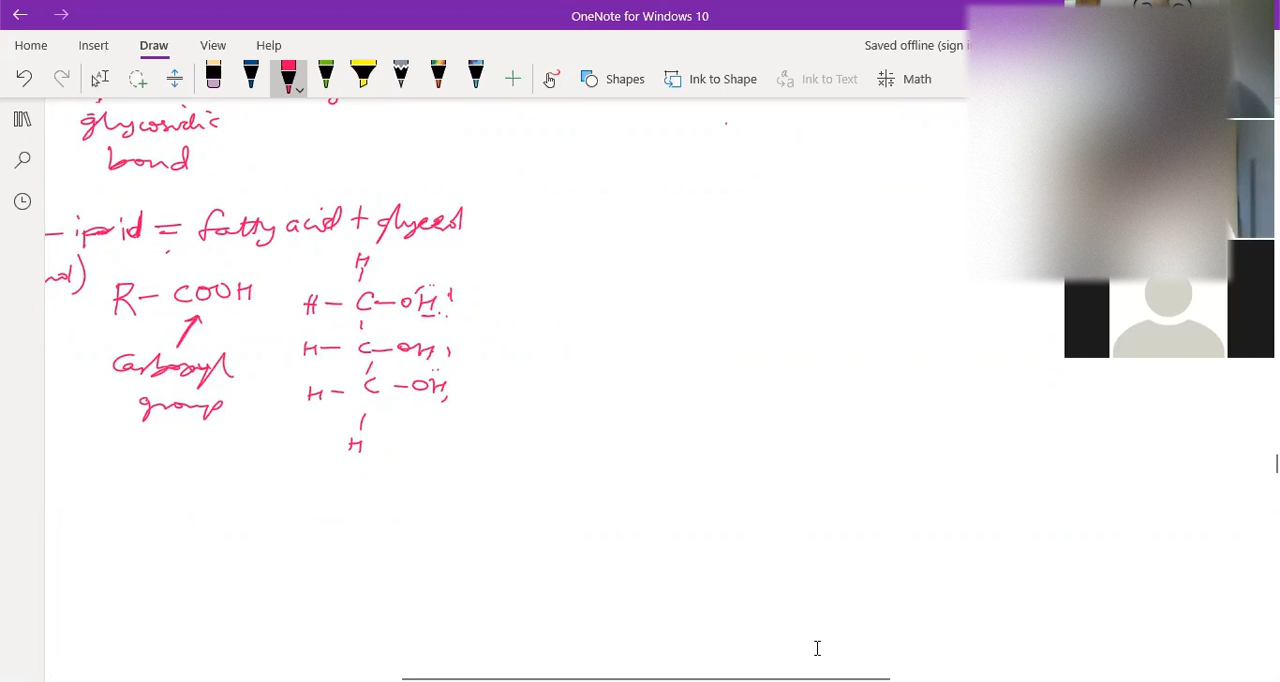 OneNote for Windows 10
Home Insert Draw View Help
Saved offline (sign i
Shapes Ink to Shape Ink to Text Math
glycosidic
bond
ipid = fatty acid + glycerol
R - COOH
Carboxyl
group
H
H - C - OH
H - C - OH
H - C - OH
H